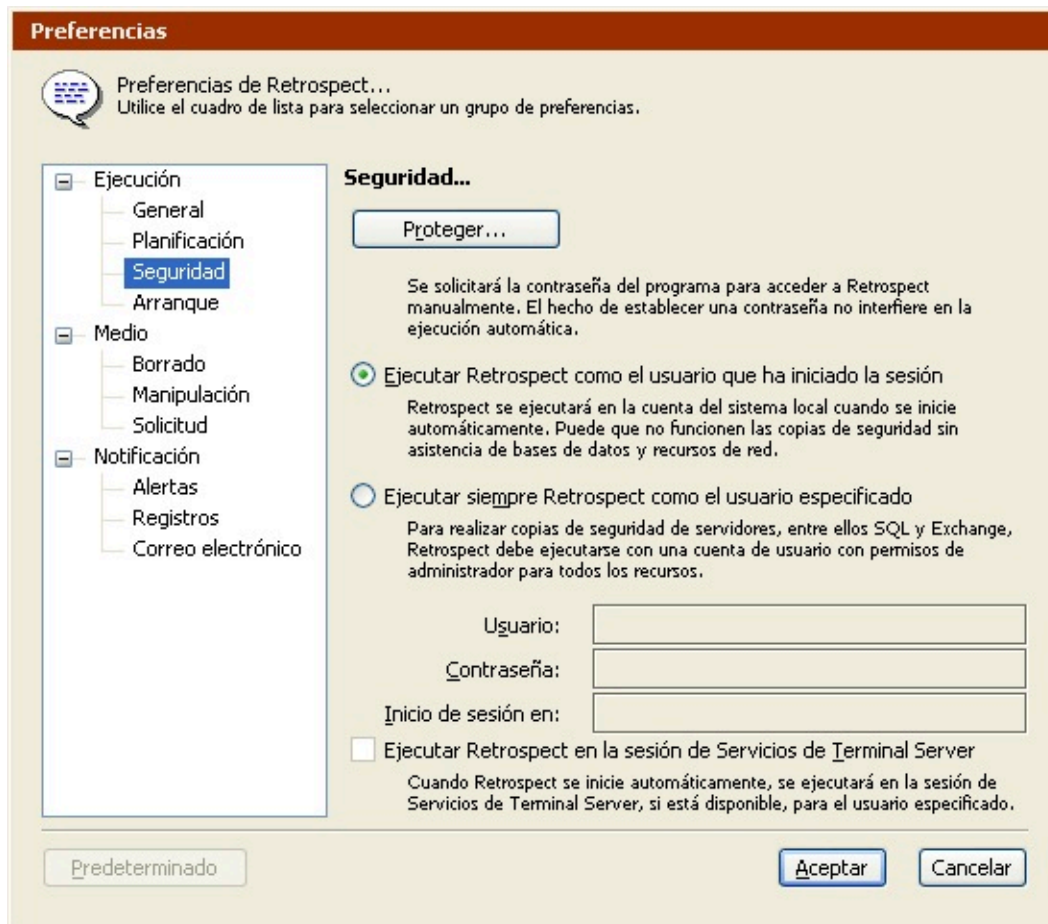 Preferencias
Preferencias de Retrospect...
Utilice el cuadro de lista para seleccionar un grupo de preferencias.
Ejecución
General
Planificación
Seguridad
Arranque
Medio
Borrado
Manipulación
Solicitud
Notificación
Alertas
Registros
Correo electrónico
Seguridad...
Proteger...
Se solicitará la contraseña del programa para acceder a Retrospect
manualmente. El hecho de establecer una contraseña no interfiere en la
ejecución automática.
Ejecutar Retrospect como el usuario que ha iniciado la sesión
Retrospect se ejecutará en la cuenta del sistema local cuando se inicie
automáticamente. Puede que no funcionen las copias de seguridad sin
asistencia de bases de datos y recursos de red.
Ejecutar siempre Retrospect como el usuario especificado
Para realizar copias de seguridad de servidores, entre ellos SQL y Exchange,
Retrospect debe ejecutarse con una cuenta de usuario con permisos de
administrador para todos los recursos.
Usuario:
Contraseña:
Inicio de sesión en:
Ejecutar Retrospect en la sesión de Servicios de Terminal Server
Cuando Retrospect se inicie automáticamente, se ejecutará en la sesión de
Servicios de Terminal Server, si está disponible, para el usuario especificado.
Predeterminado
Aceptar
Cancelar